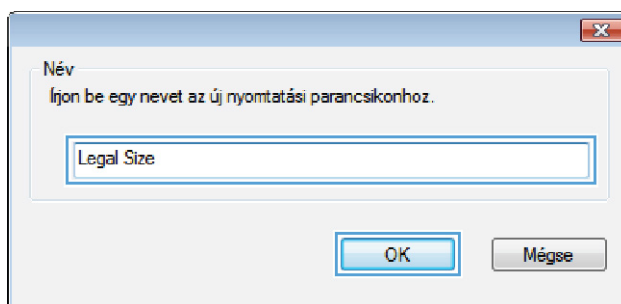 Név
Írjon be egy nevet az új nyomtatási parancsikonhoz.
Legal Size
OK
Mégse